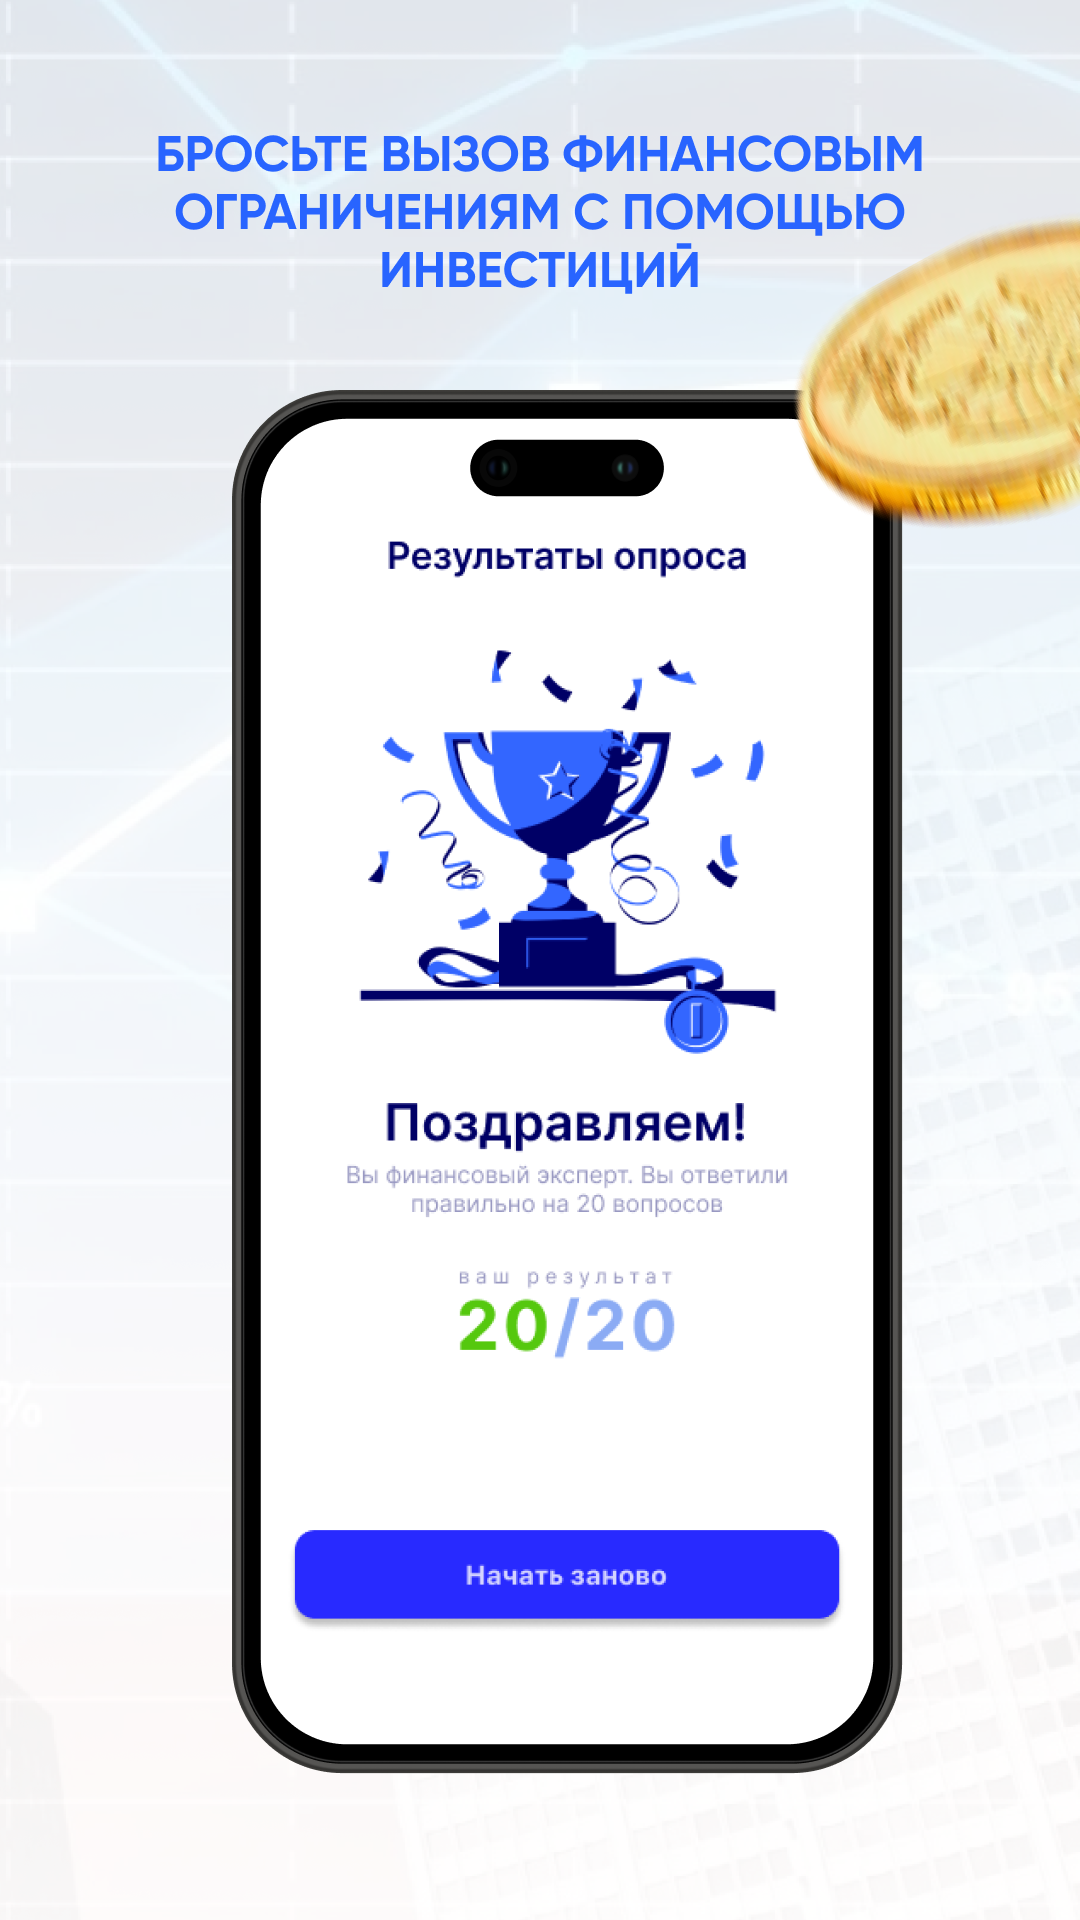 БРОСЬТЕ ВЫЗОВ ФИНАНСОВЫМ
ОГРАНИЧЕНИЯМ С ПОМОЩЬЮ
ИНВЕСТИЦИЙ
Результаты опроса
Поздравляем!
Вы финансовый эксперт. Вы ответили
правильно на 20 вопросов
ваш результат
20/20
%
Начать заново